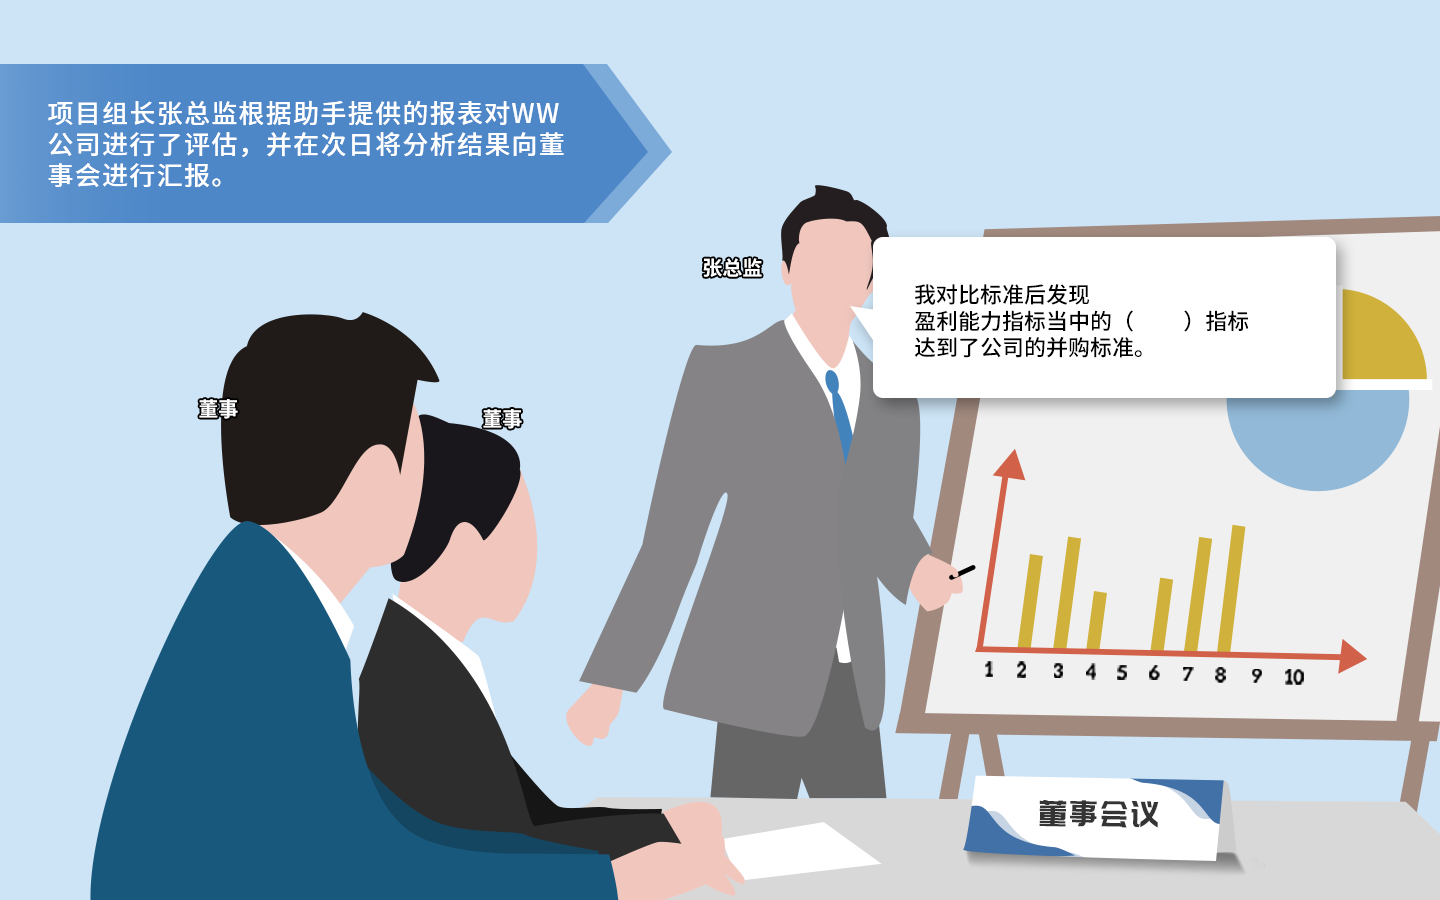 项目组长张总监根据助手提供的报表对WW
公司进行了评估，并在次日将分析结果向董
事会进行汇报。
张总监
我对比标准后发现
盈利能力指标当中的（　　）指标
达到了公司的并购标准。
董事
董事
1 2 3 4 5 6 7 8 9 10
董事会议